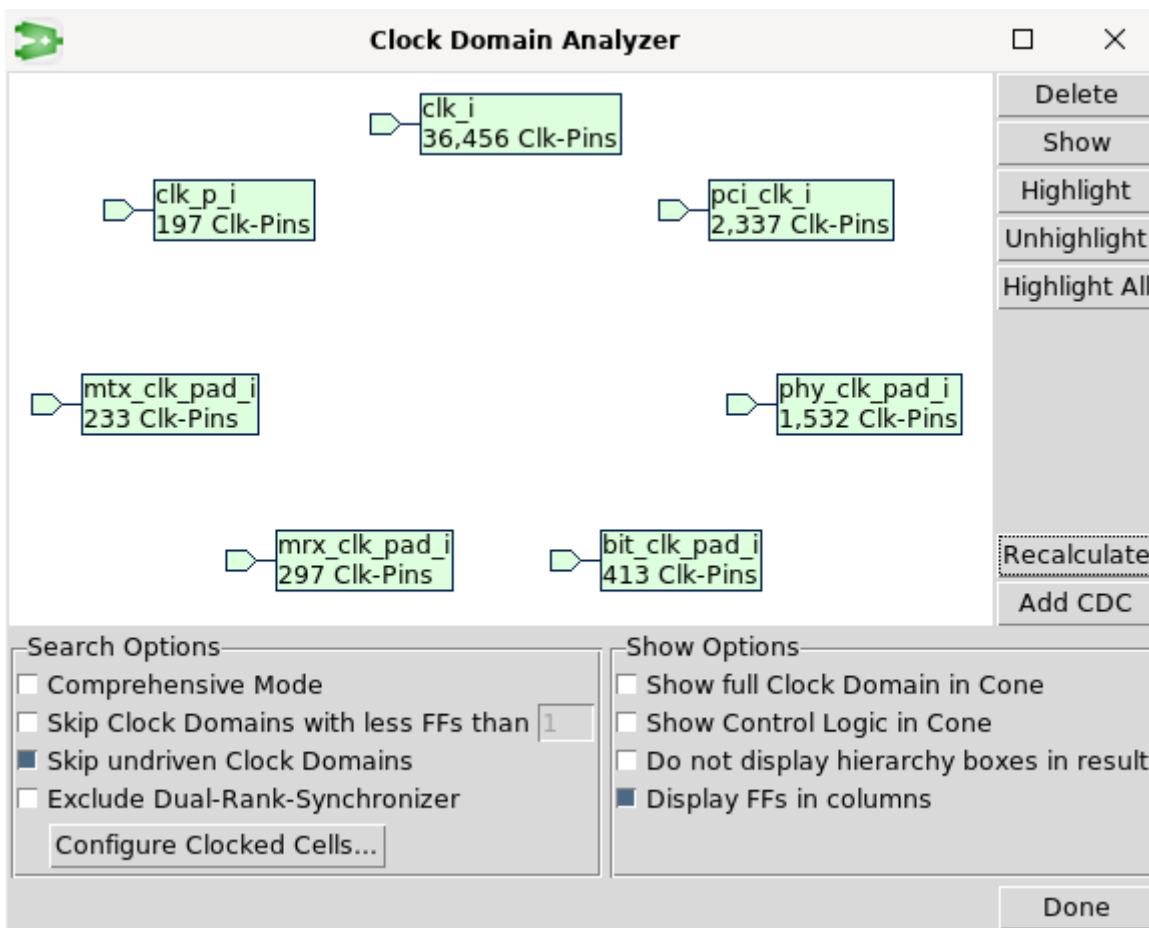 Clock Domain Analyzer
clk_i
36,456 Clk-Pins
clk_p_i
197 Clk-Pins
pci_clk_i
2,337 Clk-Pins
mtx_clk_pad_i
233 Clk-Pins
phy_clk_pad_i
1,532 Clk-Pins
mrx_clk_pad_i
297 Clk-Pins
bit_clk_pad_i
413 Clk-Pins
Delete
Show
Highlight
Unhighlight
Highlight All
Recalculate
Add CDC
Search Options
Comprehensive Mode
Skip Clock Domains with less FFs than 1
Skip undriven Clock Domains
Exclude Dual-Rank-Synchronizer
Configure Clocked Cells...
Show Options
Show full Clock Domain in Cone
Show Control Logic in Cone
Do not display hierarchy boxes in result
Display FFs in columns
Done